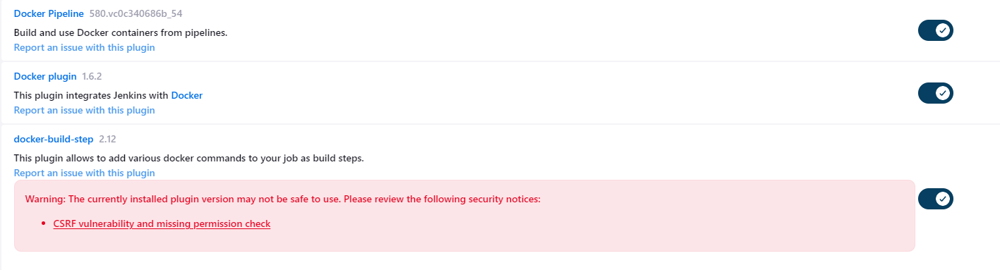 Docker Pipeline 580.vc0c340686b_54
Build and use Docker containers from pipelines.
Report an issue with this plugin
Docker plugin 1.6.2
This plugin integrates Jenkins with Docker
Report an issue with this plugin
docker-build-step 2.12
This plugin allows to add various docker commands to your job as build steps.
Report an issue with this plugin
Warning: The currently installed plugin version may not be safe to use. Please review the following security notices:
• CSRF vulnerability and missing permission check